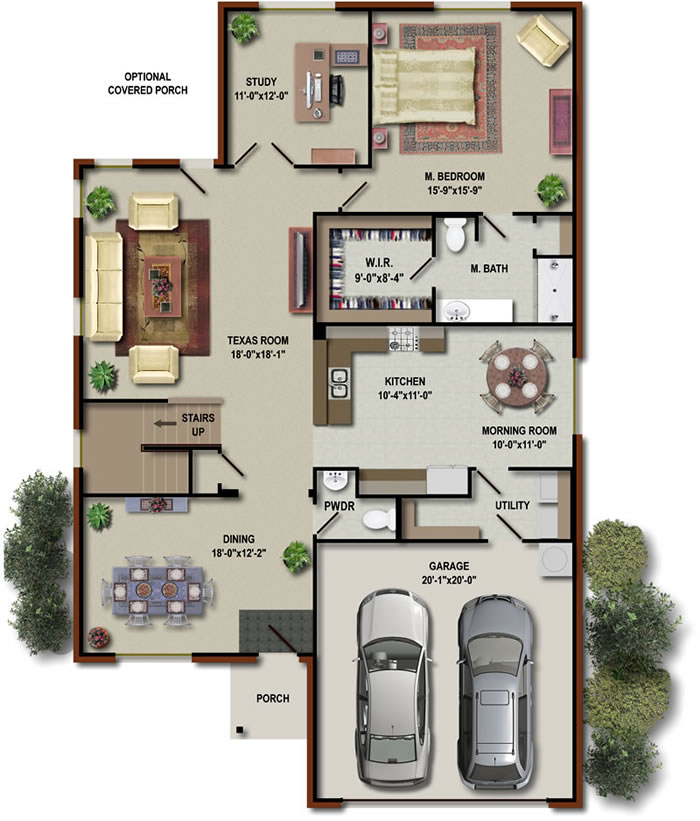 OPTIONAL
COVERED PORCH
STUDY
11'-0"x12'-0"
M. BEDROOM
15'-9"x15'-9"
W.I.R.
9'-0"x8'-4"
M. BATH
TEXAS ROOM
18'-0"x18'-1"
KITCHEN
10'-4"x11'-0"
MORNING ROOM
10'-0"x11'-0"
STAIRS
UP
PWDR
UTILITY
DINING
18'-0"x12'-2"
GARAGE
20'-1"x20'-0"
PORCH